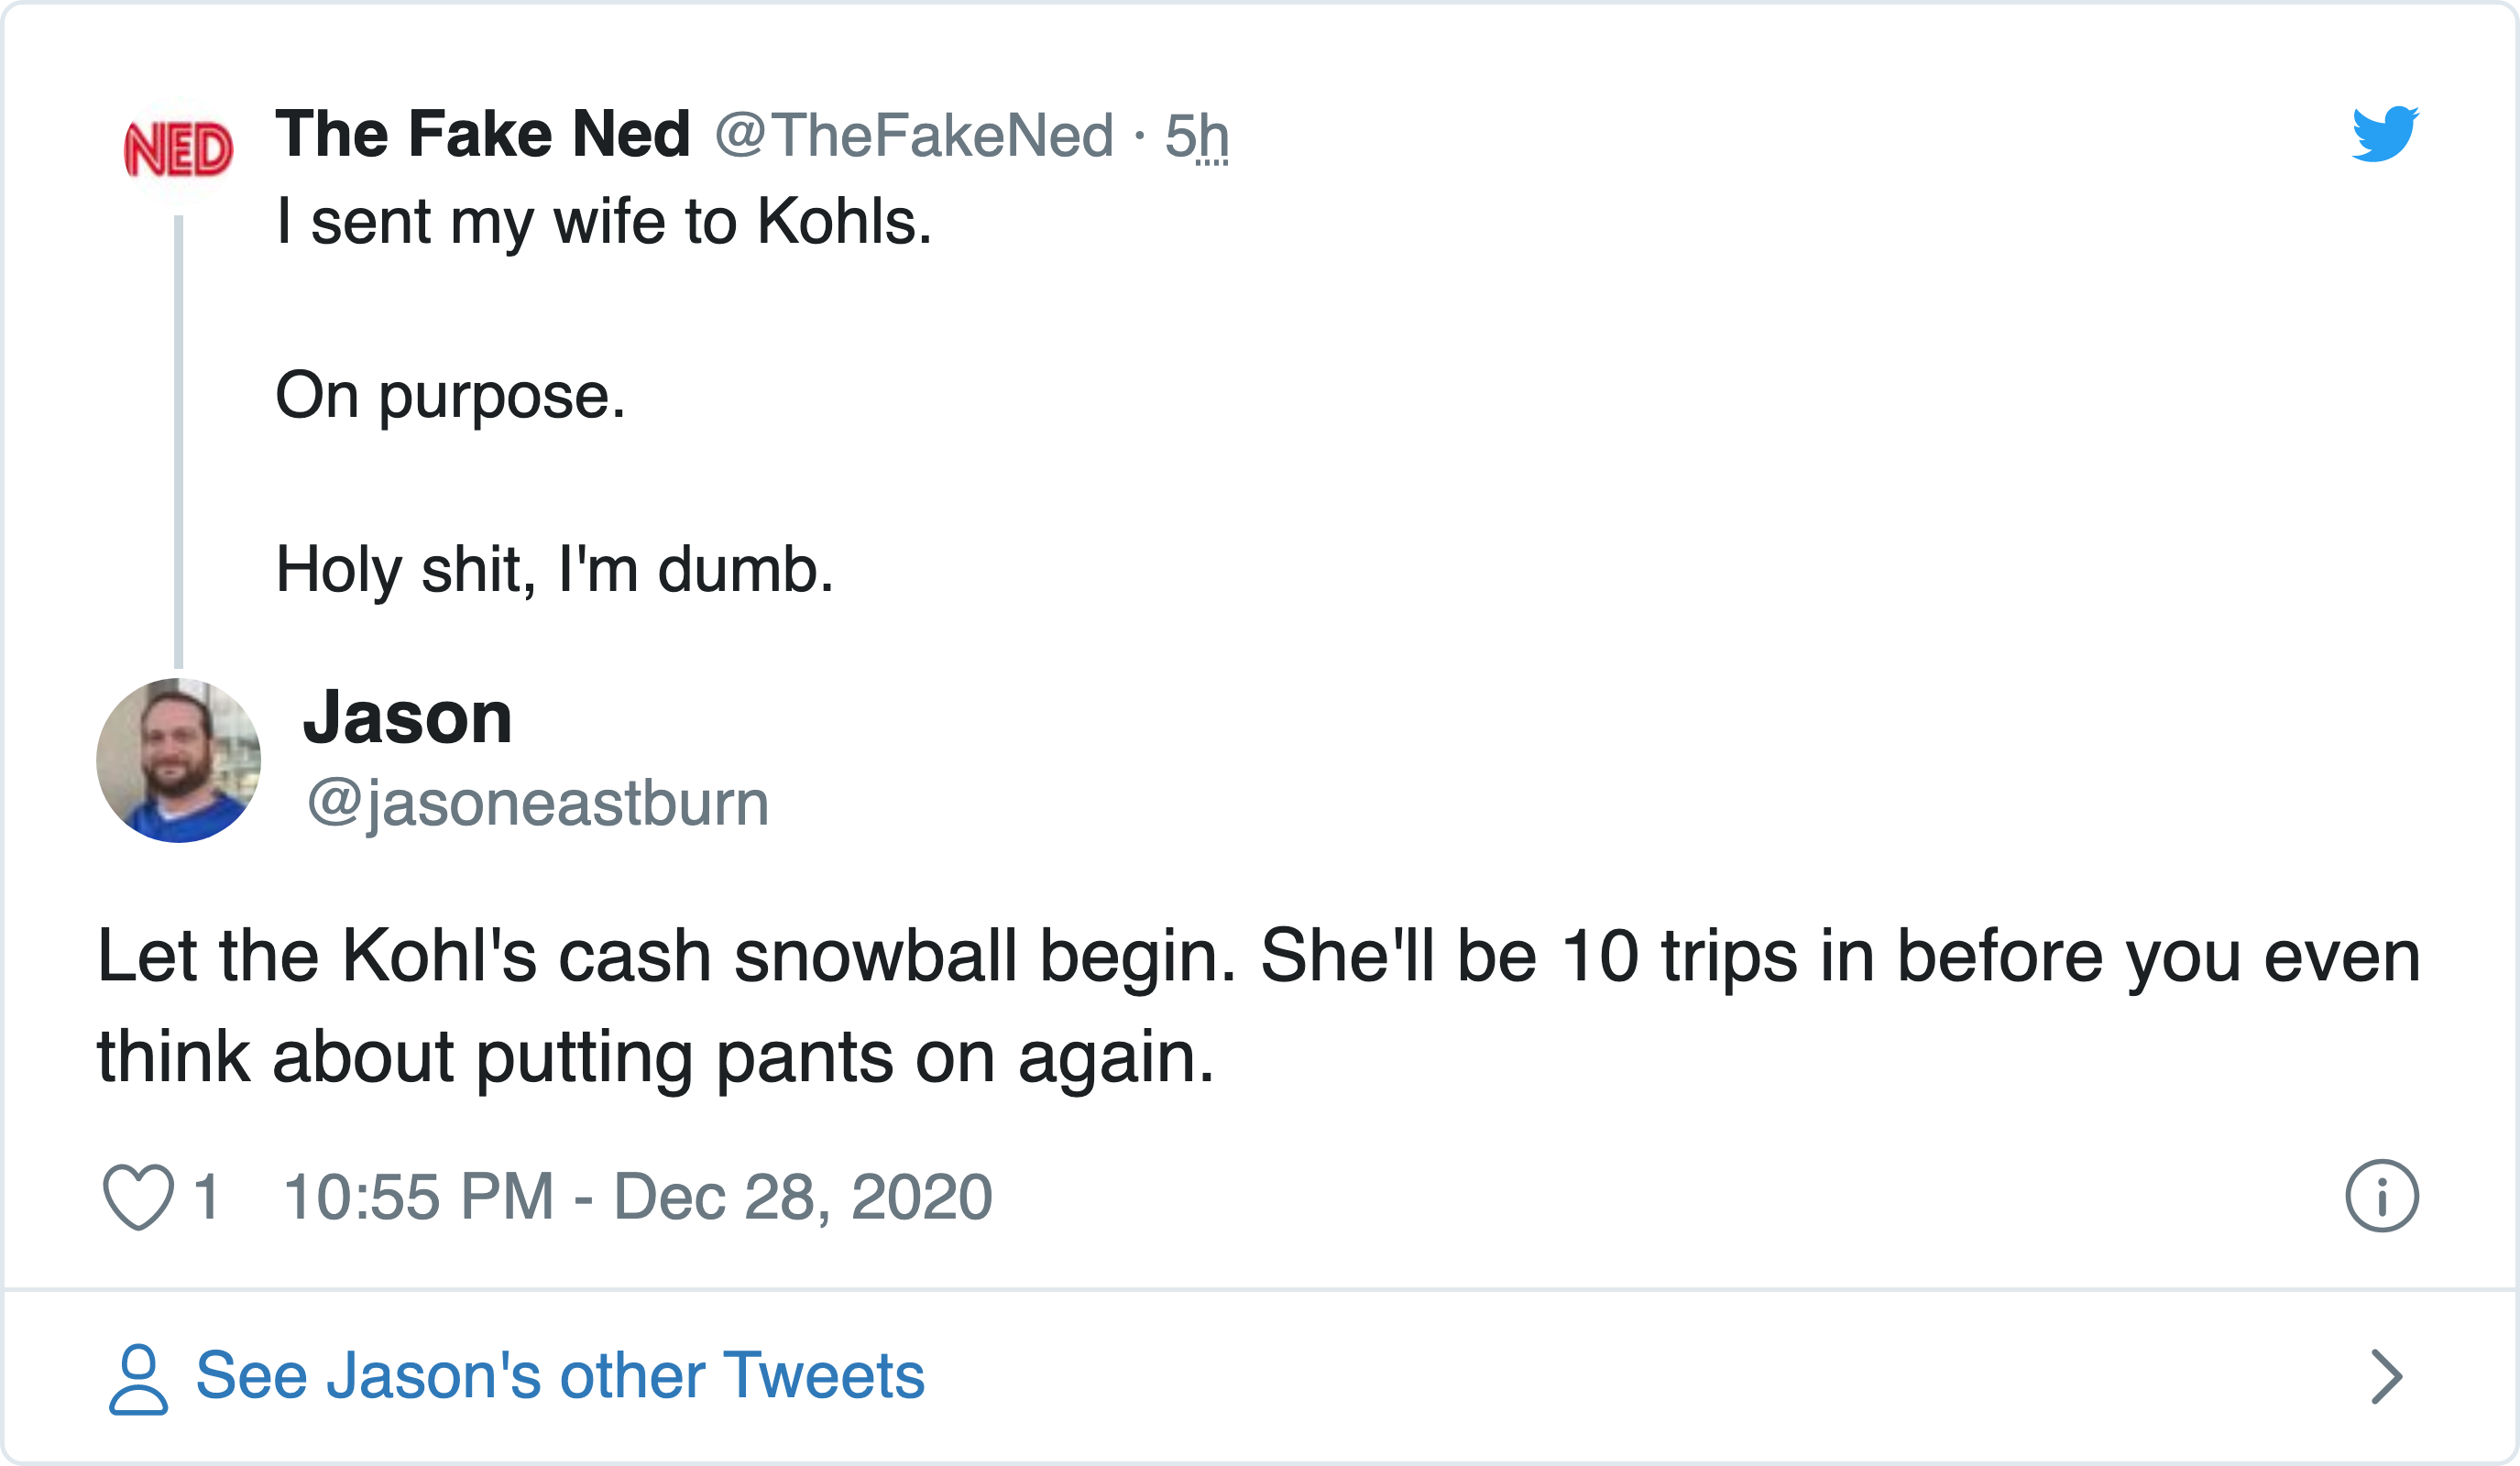 NED
The Fake Ned @TheFakeNed · 5h
I sent my wife to Kohls.
On purpose.
Holy shit, I'm dumb.
Jason
@jasoneastburn
Let the Kohl's cash snowball begin. She'll be 10 trips in before you even
think about putting pants on again.
1 10:55 PM - Dec 28, 2020
See Jason's other Tweets